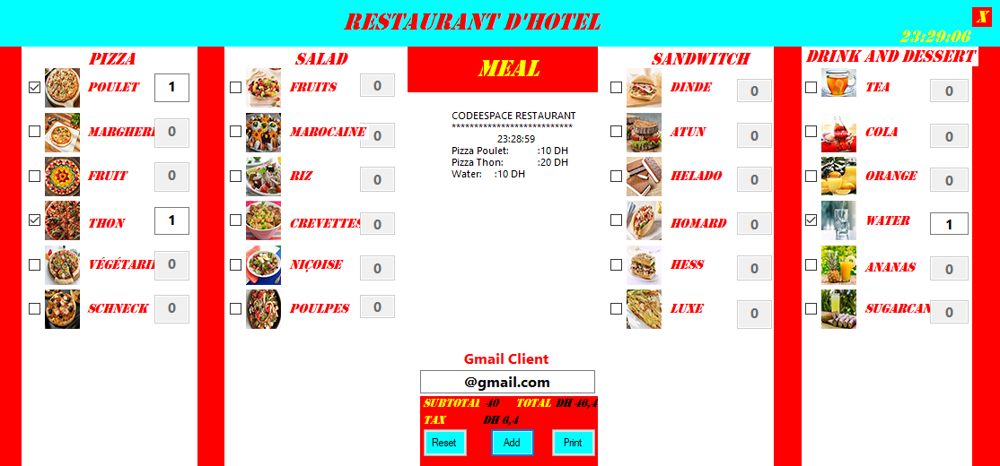 RESTAURANT D'HOTEL
X
23:29:06
PIZZA
POULET 1
MARGHERI 0
FRUIT 0
THON 1
VÉGÉTARIE 0
SCHNECK 0
SALAD
FRUITS 0
MAROCAINE 0
RIZ 0
CREVETTES 0
NIÇOISE 0
POULPES 0
MEAL
CODEESPACE RESTAURANT
***************************
23:28:59
Pizza Poulet: :10 DH
Pizza Thon: :20 DH
Water: :10 DH
Gmail Client
@gmail.com
SUBTOTAL 40 TOTAL DH 46,4
TAX DH 6,4
Reset Add Print
SANDWITCH
DINDE 0
ATUN 0
HELADO 0
HOMARD 0
HESS 0
LUXE 0
DRINK AND DESSERT
TEA 0
COLA 0
ORANGE 0
WATER 1
ANANAS 0
SUGARCAN 0